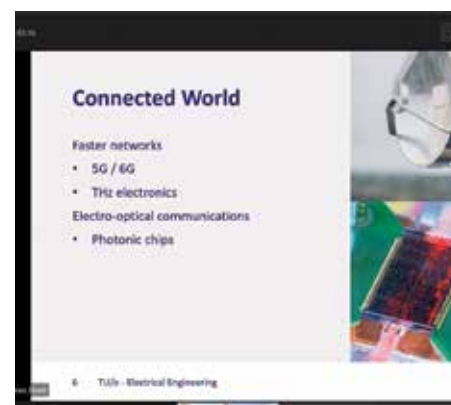 Connected World
Faster networks
• 5G / 6G
• THz electronics
Electro-optical communications
• Photonic chips
6 TU/e - Electrical Engineering